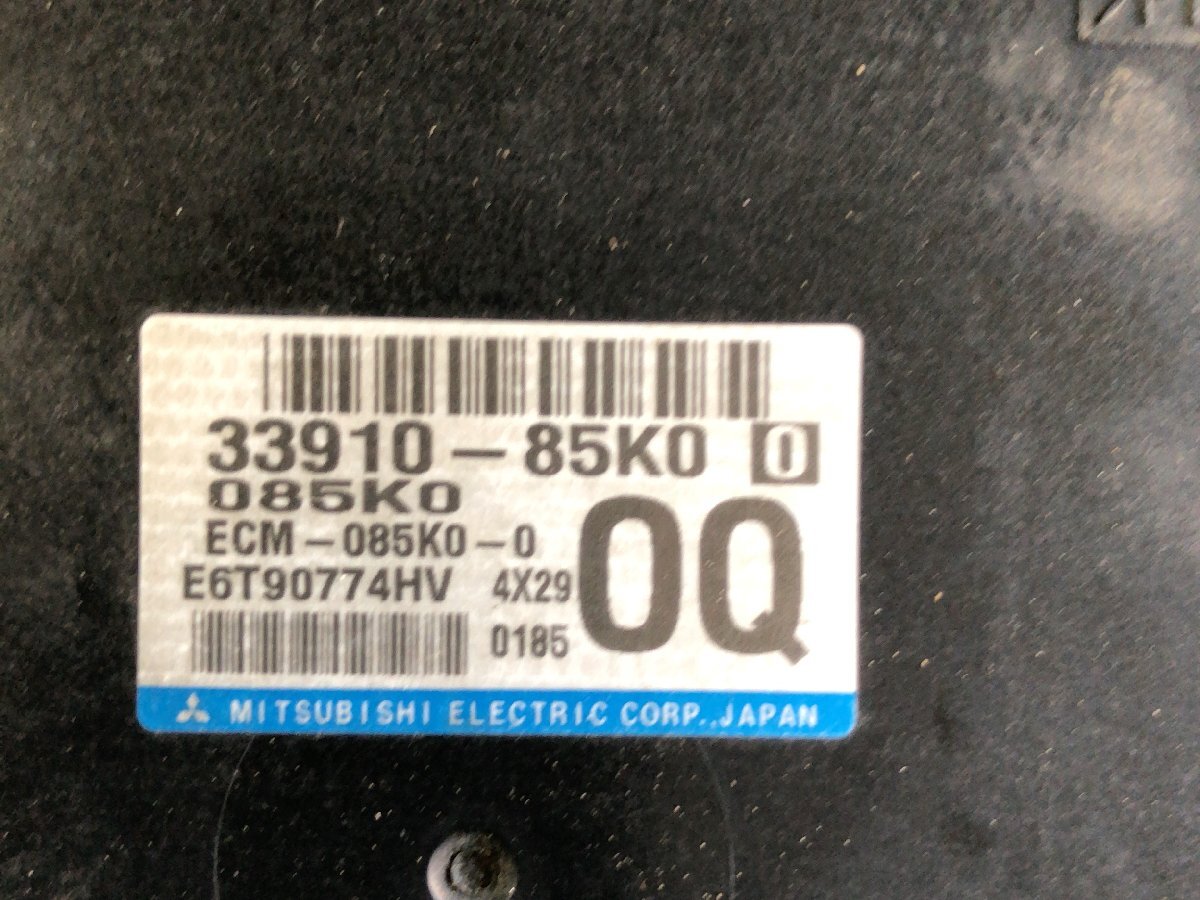 33910-85K0 0
085K0
ECM-085K0-0
E6T90774HV 4X29
0185
0Q
MITSUBISHI ELECTRIC CORP., JAPAN